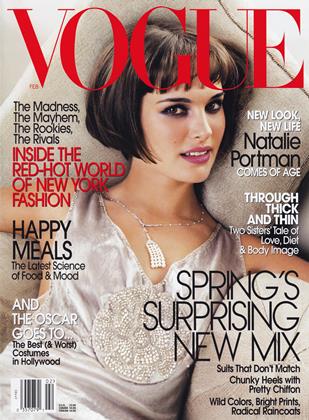 VOGUE
FEB
The Madness,
The Mayhem,
The Rookies,
The Rivals
INSIDE THE
RED-HOT WORLD
OF NEW YORK
FASHION
HAPPY
MEALS
The Latest Science
of Food & Mood
AND
THE OSCAR
GOES TO...
The Best (& Worst)
Costumes
in Hollywood
NEW LOOK,
NEW LIFE
Natalie
Portman
COMES OF AGE
THROUGH
THICK
AND THIN
Two Sisters' Tale of
Love, Diet
& Body Image
SPRING'S
SURPRISING
NEW MIX
Suits That Don't Match
Chunky Heels with
Pretty Chiffon
Wild Colors, Bright Prints,
Radical Raincoats